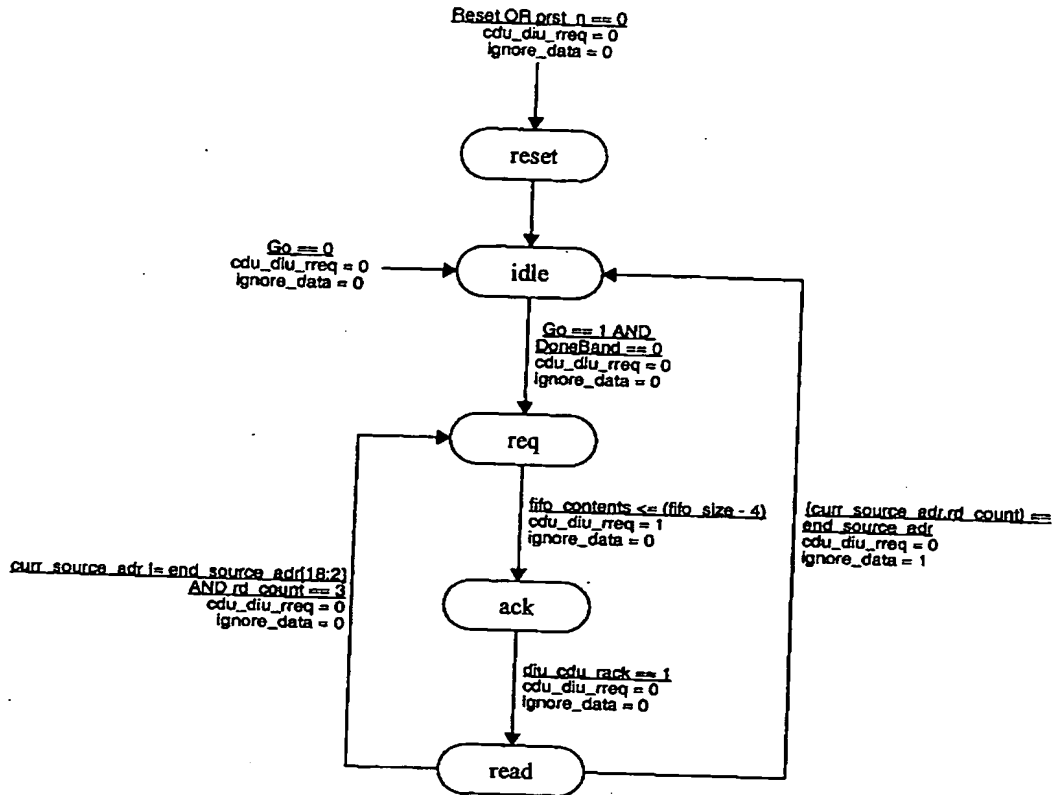 Reset OR prst_n == 0
cdu_diu_rreq = 0
ignore_data = 0
reset
Go == 0
cdu_diu_rreq = 0
ignore_data = 0
idle
Go == 1 AND
DoneBand == 0
cdu_diu_rreq = 0
ignore_data = 0
req
fifo_contents <= (fifo_size - 4)
cdu_diu_rreq = 1
ignore_data = 0
{curr_source_adr,rd_count} ==
end_source_adr
cdu_diu_rreq = 0
ignore_data = 1
curr_source_adr != end_source_adr[18:2]
AND rd_count == 3
cdu_diu_rreq = 0
ignore_data = 0
ack
diu_cdu_rack == 1
cdu_diu_rreq = 0
ignore_data = 0
read